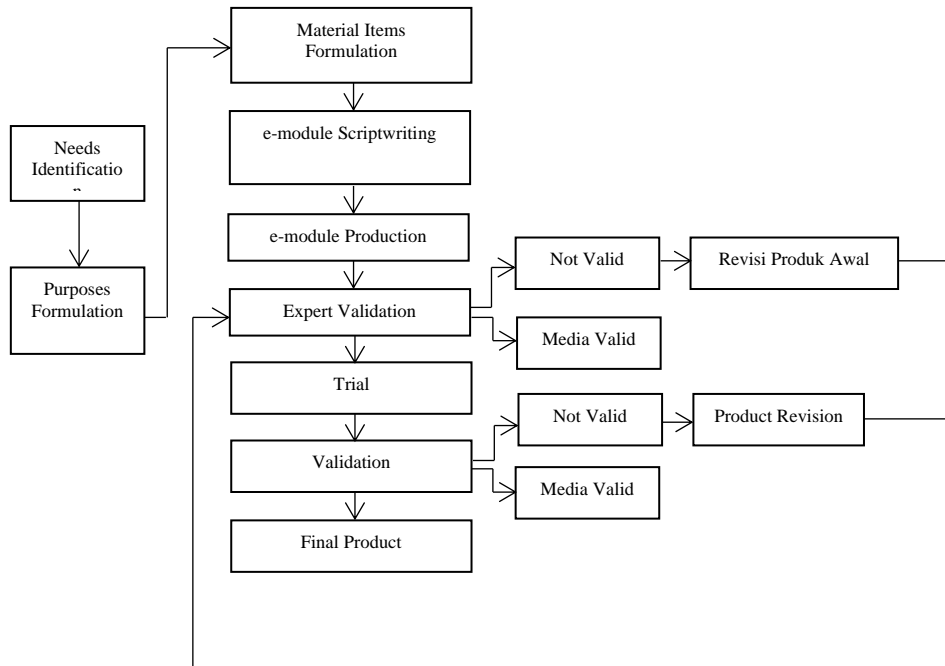 Material Items
Formulation
e-module Scriptwriting
Needs
Identificatio
n
Purposes
Formulation
e-module Production
Not Valid
Revisi Produk Awal
Expert Validation
Media Valid
Trial
Not Valid
Product Revision
Validation
Media Valid
Final Product